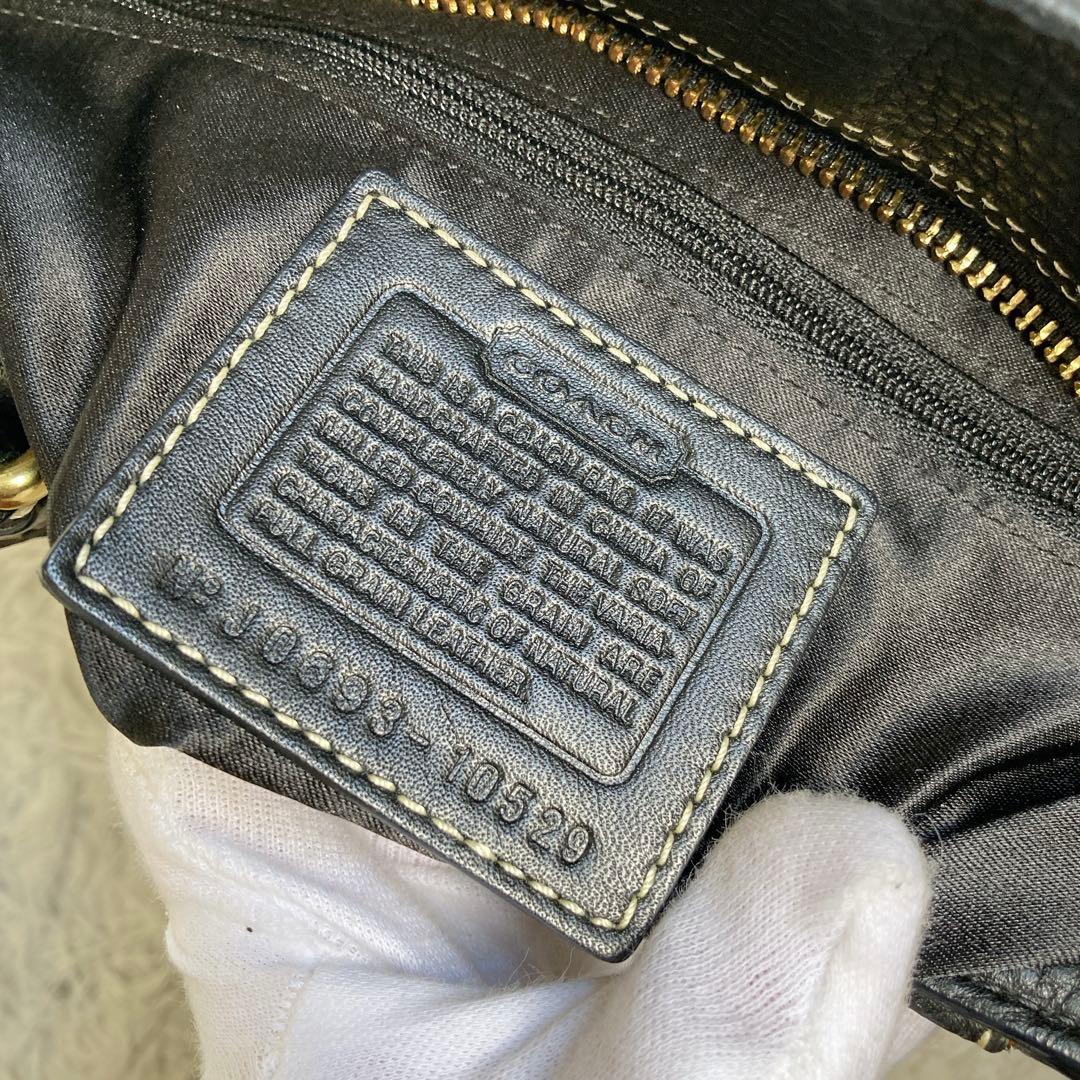 COACH
THIS IS A COACH BAG. IT WAS
HANDCRAFTED IN CHINA OF
COMPLETELY NATURAL SOFT
MILLED COWHIDE. THE VARIA-
TIONS IN THE GRAIN ARE
CHARACTERISTIC OF NATURAL
FULL GRAIN LEATHER.
Nº J0693-10529